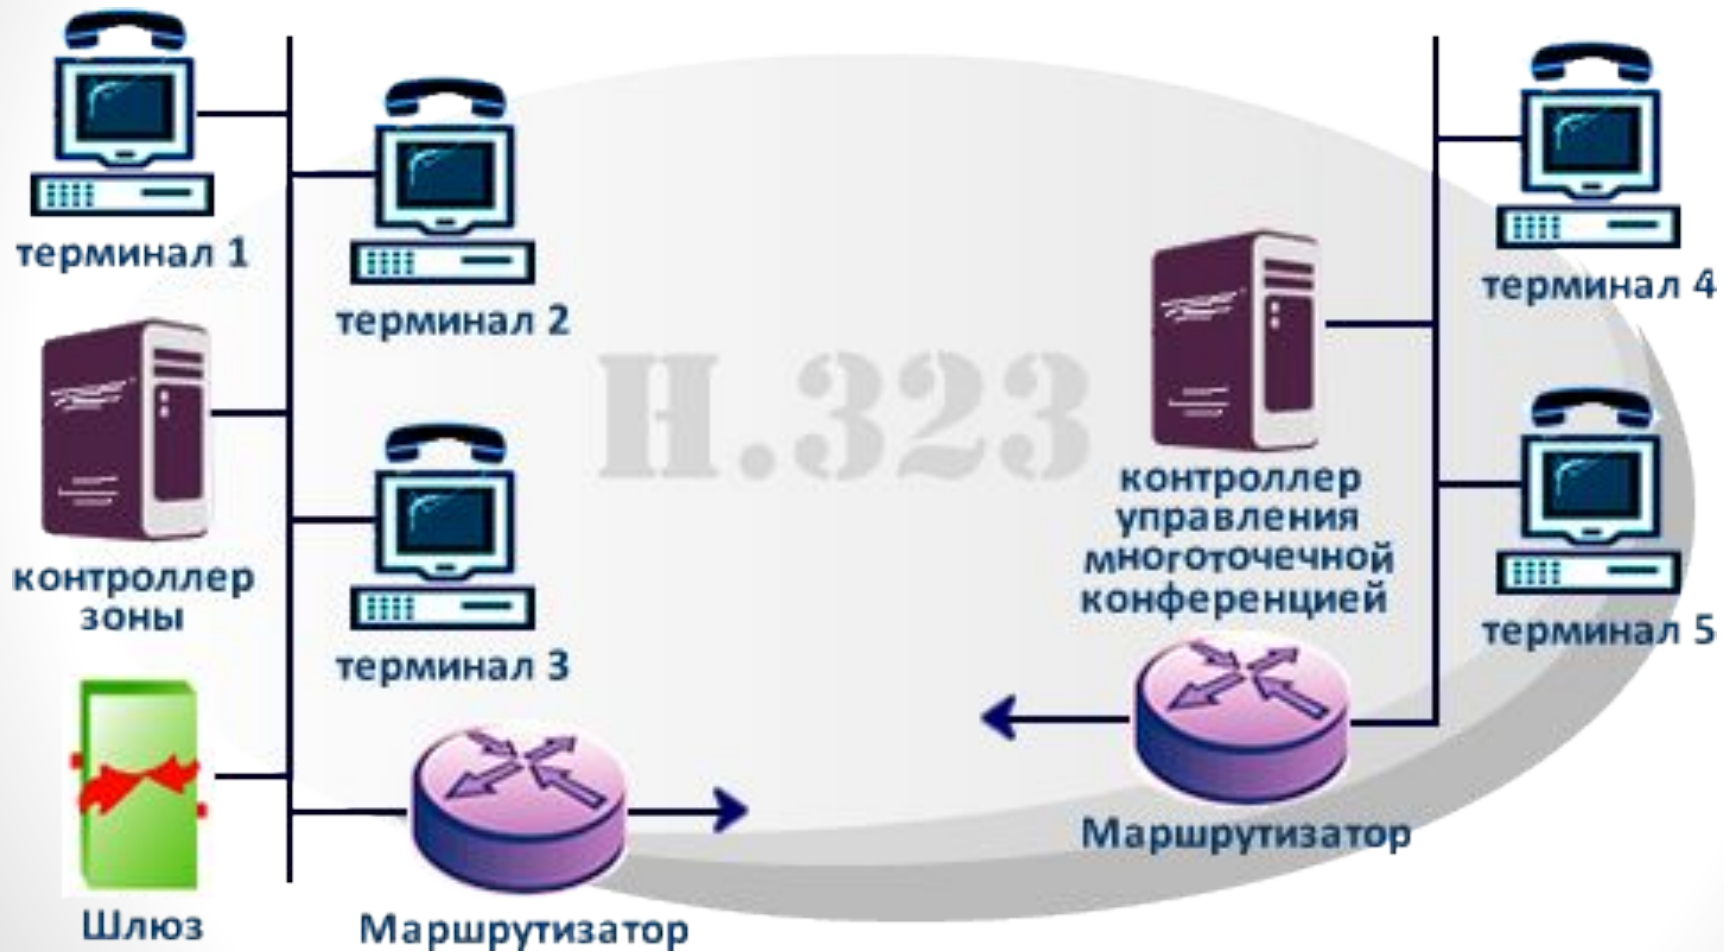 терминал 1
терминал 2
терминал 4
H.323
контроллер
управления
многоточечной
конференцией
контроллер
зоны
терминал 3
терминал 5
Маршрутизатор
Шлюз
Маршрутизатор